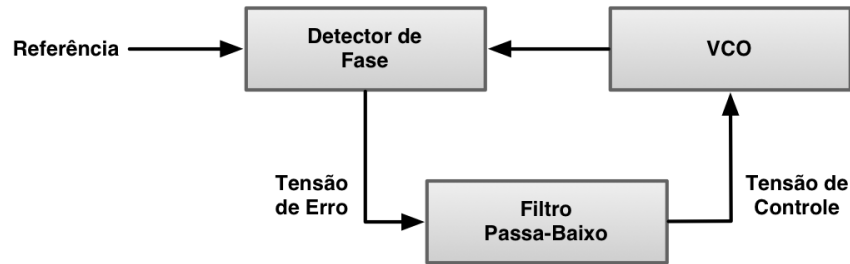 Referência
Detector de
Fase
VCO
Tensão
de Erro
Filtro
Passa-Baixo
Tensão de
Controle